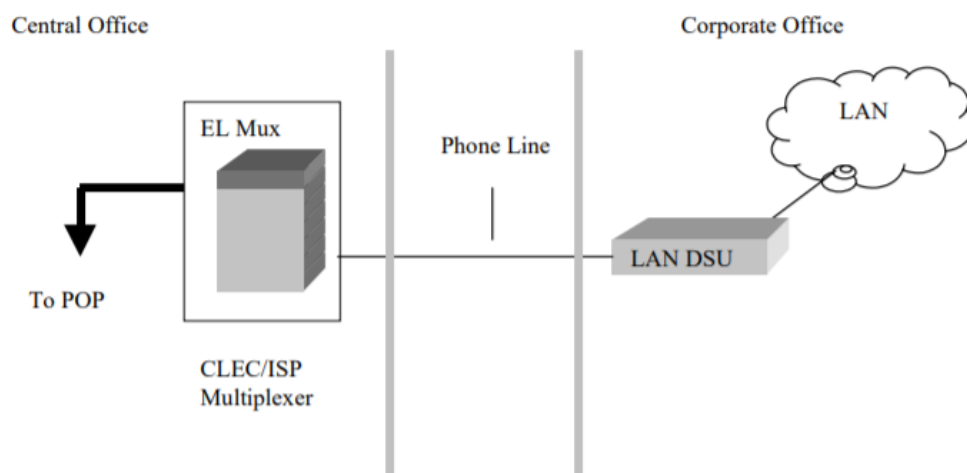 Central Office
Corporate Office
EL Mux
Phone Line
LAN
LAN DSU
To POP
CLEC/ISP
Multiplexer